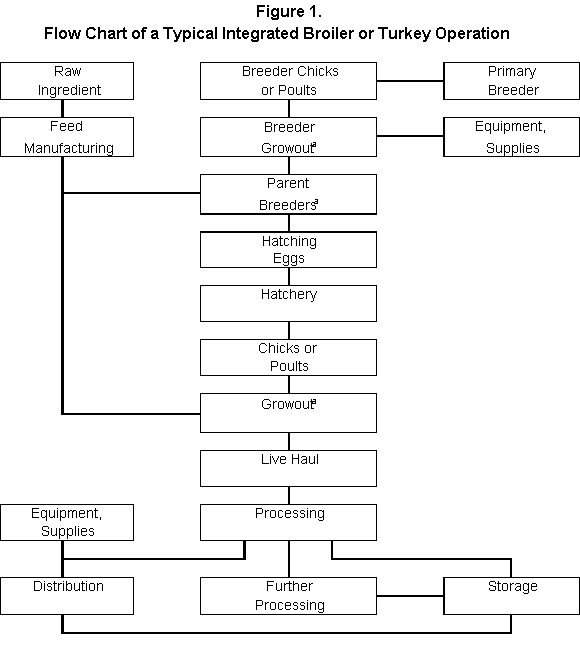 Figure 1.
Flow Chart of a Typical Integrated Broiler or Turkey Operation
Raw
Ingredient
Breeder Chicks
or Poults
Primary
Breeder
Feed
Manufacturing
Breeder
Growoutª
Equipment,
Supplies
Parent
Breedersª
Hatching
Eggs
Hatchery
Chicks or
Poults
Growoutª
Live Haul
Equipment,
Supplies
Processing
Distribution
Further
Processing
Storage